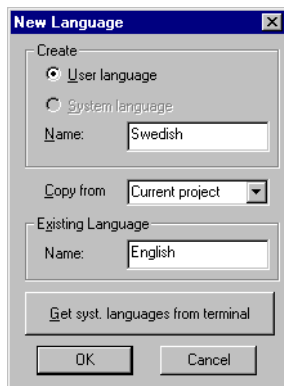 New Language
Create
User language
System language
Name: Swedish
Copy from Current project
Existing Language
Name: English
Get syst. languages from terminal
OK Cancel